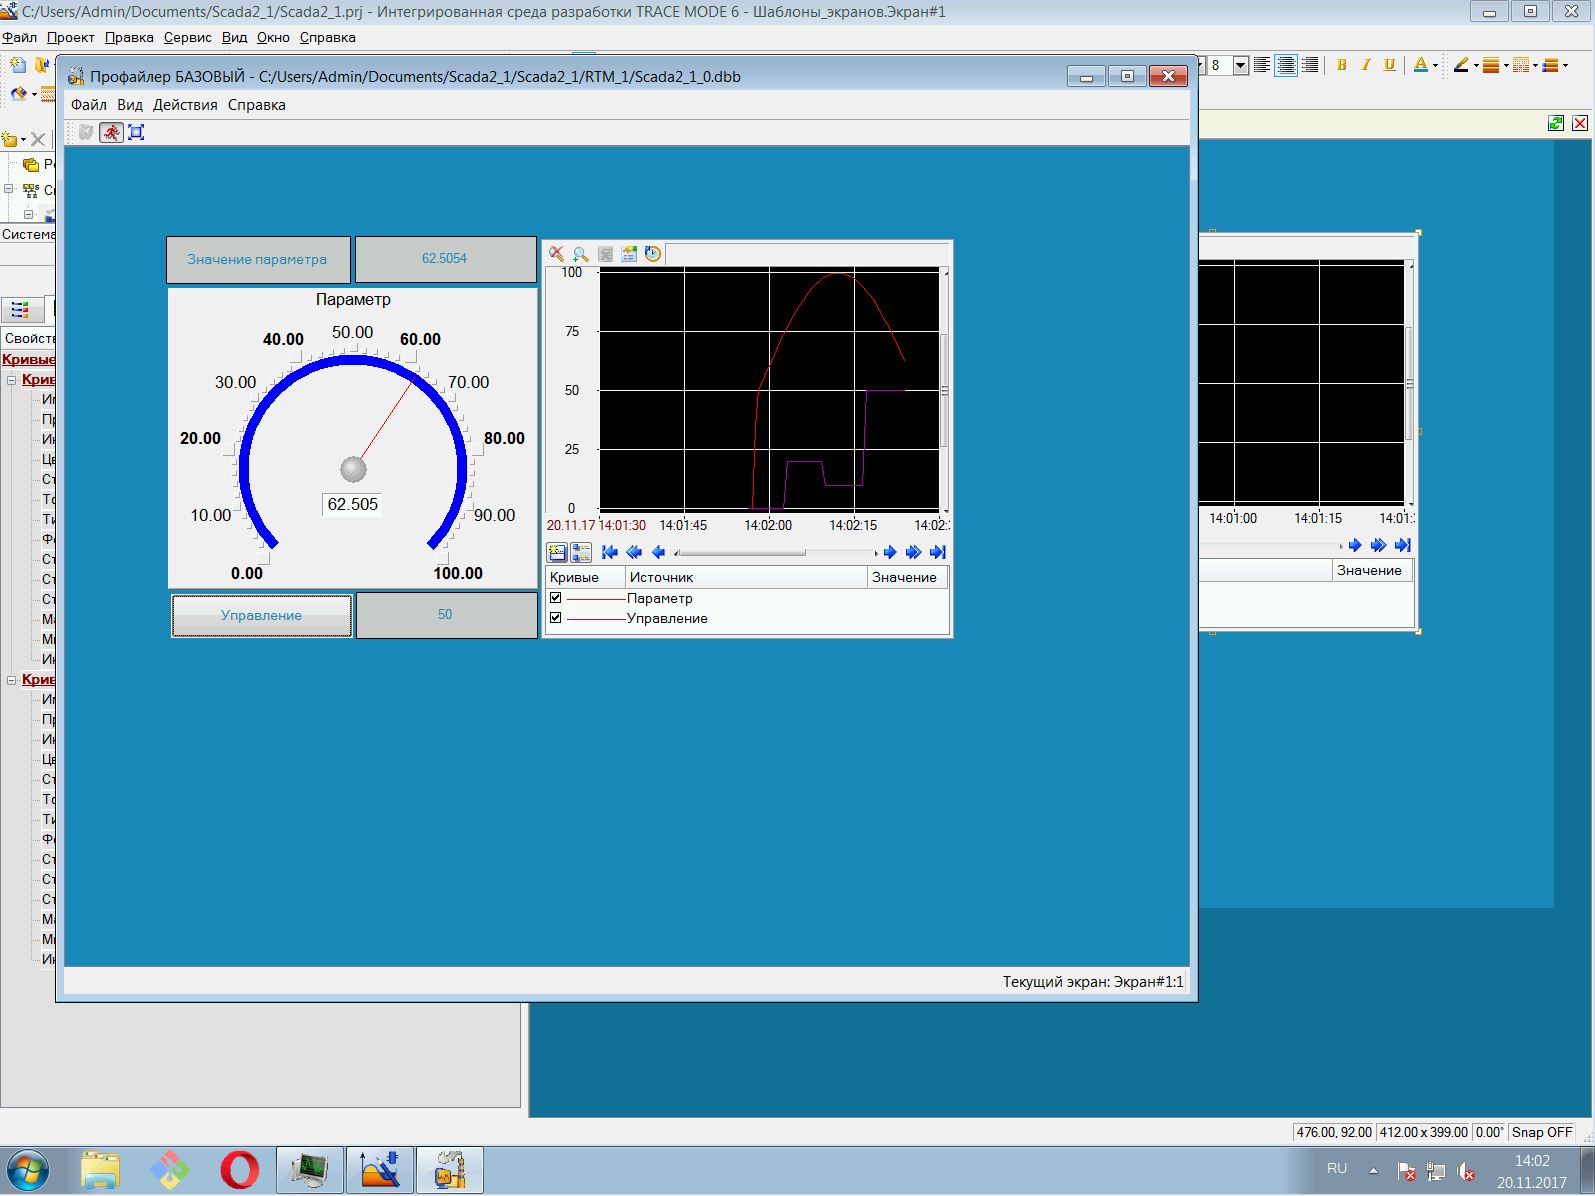 C:/Users/Admin/Documents/Scada2_1/Scada2_1.prj - Интегрированная среда разработки TRACE MODE 6 - Шаблоны_экранов.Экран#1
Файл Проект Правка Сервис Вид Окно Справка
8 B I U A
Профайлер БАЗОВЫЙ - C:/Users/Admin/Documents/Scada2_1/Scada2_1/RTM_1/Scada2_1_0.dbb
Файл Вид Действия Справка
Система
Свойств
Кривые
Значение параметра 62.5054
Параметр
0.00
10.00
20.00
30.00
40.00
50.00
60.00
70.00
80.00
90.00
100.00
62.505
Управление 50
100
75
50
25
0
20.11.17 14:01:30 14:01:45 14:02:00 14:02:15 14:02:
Кривые Источник Значение
Параметр
Управление
14:01:00 14:01:15 14:01:
Значение
Текущий экран: Экран#1:1
476.00, 92.00 412.00 x 399.00 0.00° Snap OFF
RU 14:02
20.11.2017